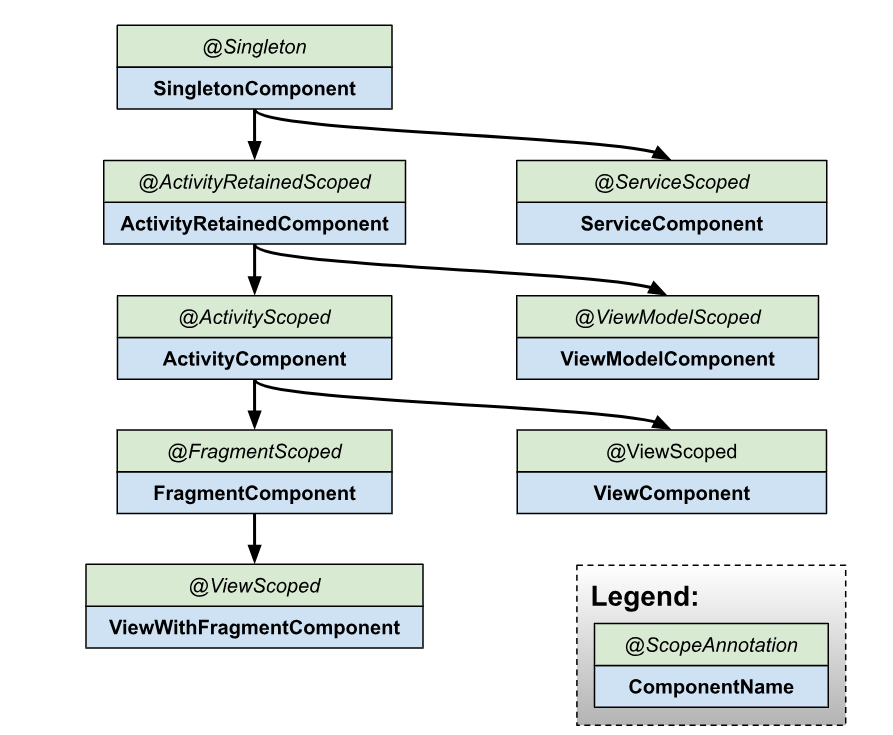 @Singleton
SingletonComponent
@ActivityRetainedScoped
ActivityRetainedComponent
@ServiceScoped
ServiceComponent
@ActivityScoped
ActivityComponent
@ViewModelScoped
ViewModelComponent
@FragmentScoped
FragmentComponent
@ViewScoped
ViewComponent
@ViewScoped
ViewWithFragmentComponent
Legend:
@ScopeAnnotation
ComponentName